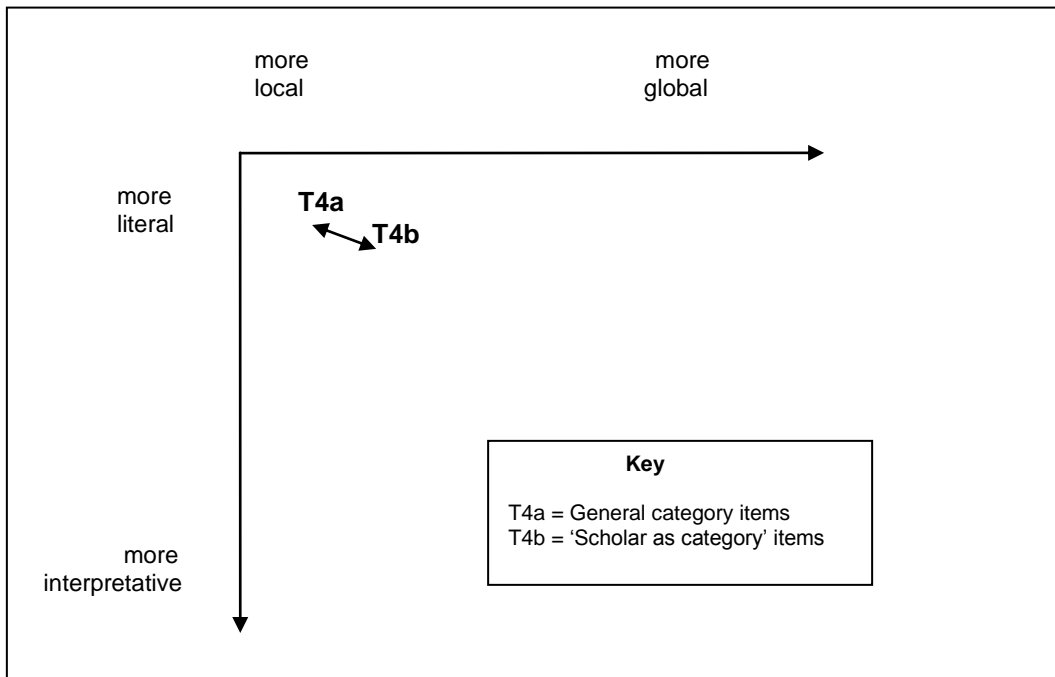 more
local
more
global
more
literal
T4a
T4b
Key
T4a = General category items
T4b = ‘Scholar as category’ items
more
interpretative